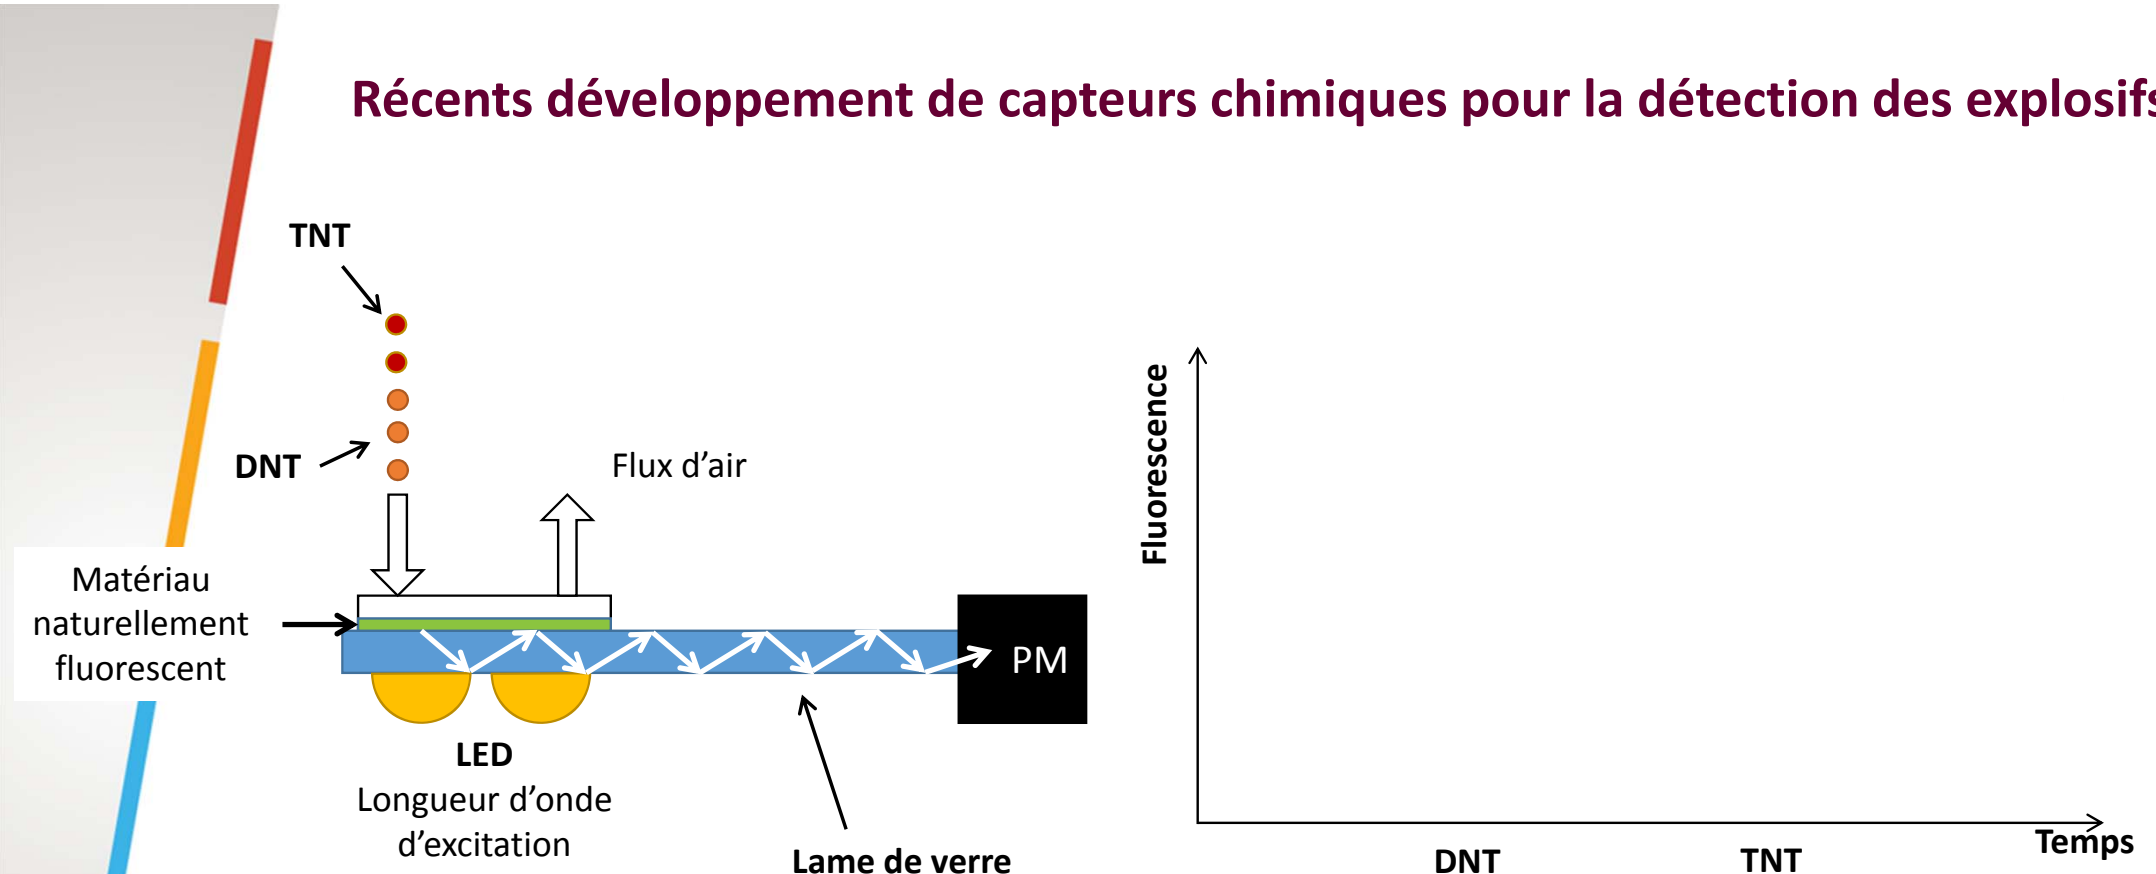 Récents développement de capteurs chimiques pour la détection des explosifs
TNT
DNT
Flux d'air
Matériau
naturellement
fluorescent
PM
LED
Longueur d'onde
d'excitation
Lame de verre
Fluorescence
Temps
DNT
TNT